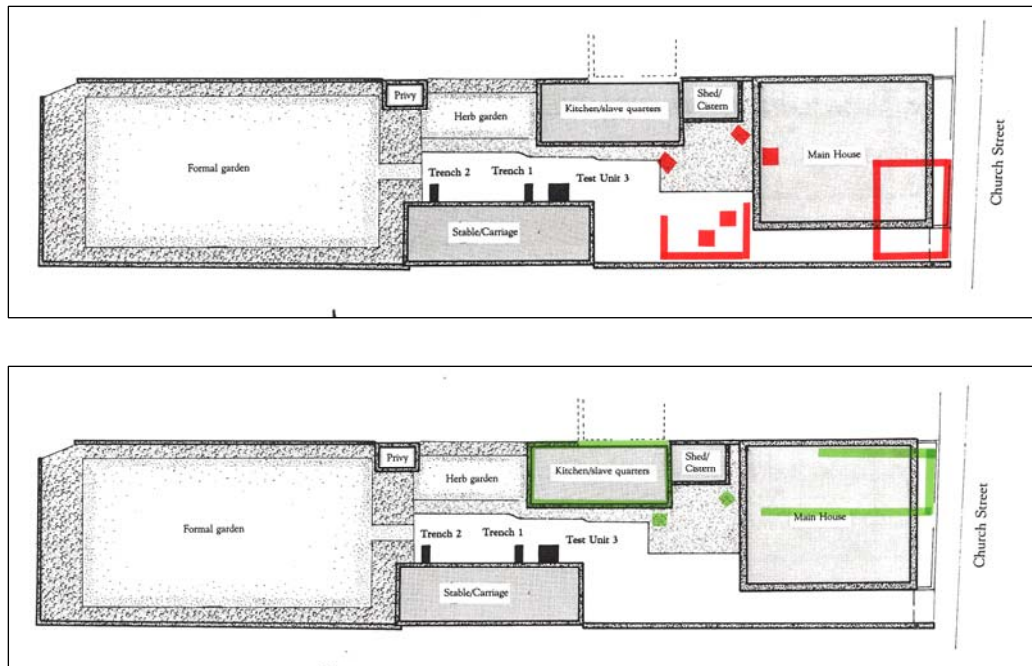 Privy
Herb garden
Kitchen/slave quarters
Shed/
Cistern
Main House
Church Street
Formal garden
Trench 2
Trench 1
Test Unit 3
Stable/Carriage
Privy
Herb garden
Kitchen/slave quarters
Shed/
Cistern
Main House
Church Street
Formal garden
Trench 2
Trench 1
Test Unit 3
Stable/Carriage